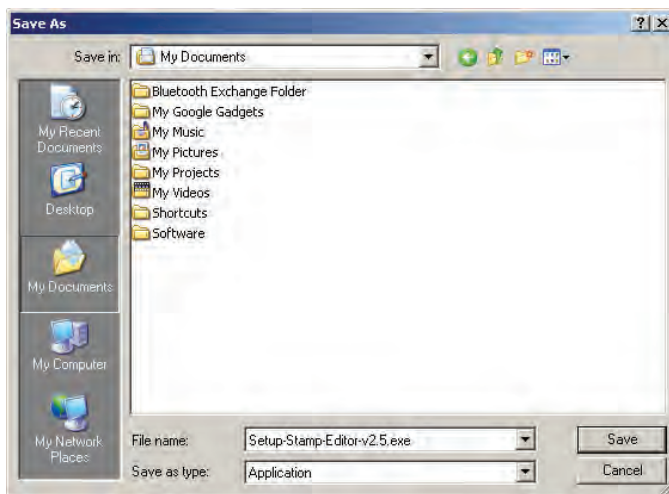 Save As
Save in: My Documents
My Recent
Documents
Desktop
My Documents
My Computer
My Network
Places
Bluetooth Exchange Folder
My Google Gadgets
My Music
My Pictures
My Projects
My Videos
Shortcuts
Software
File name: Setup-Stamp-Editor-v2.5.exe Save
Save as type: Application Cancel